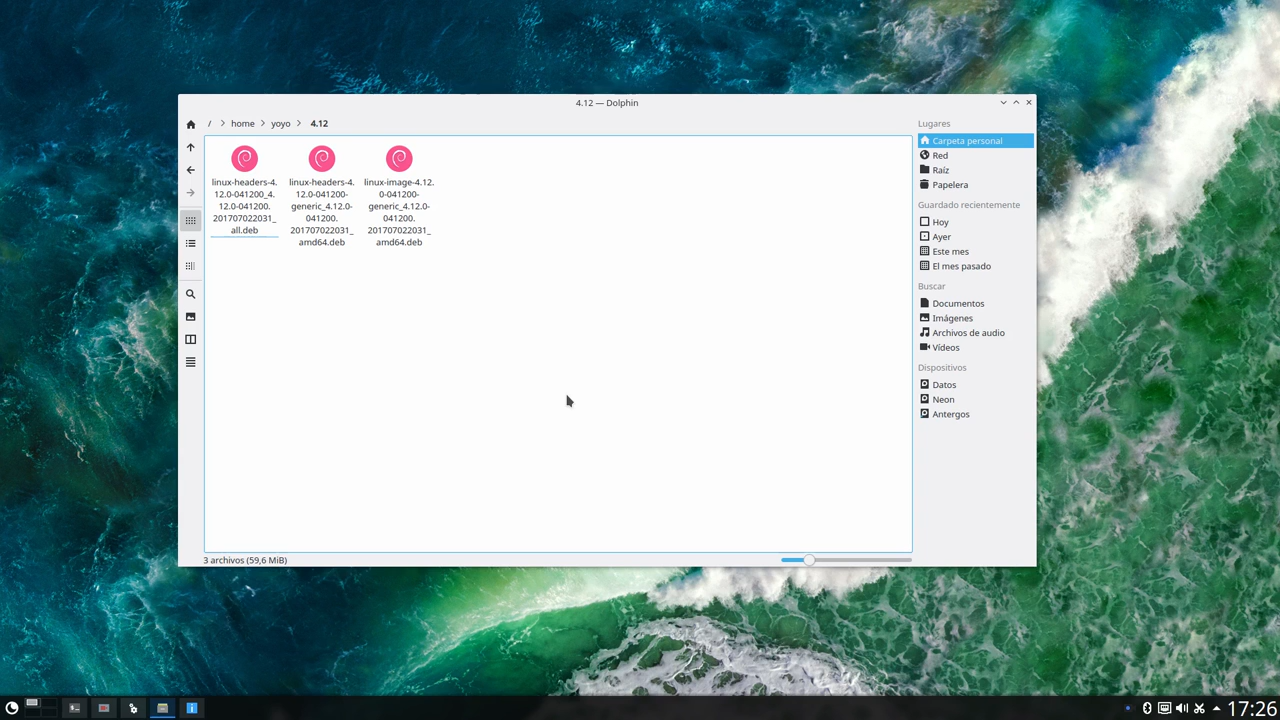 4.12 — Dolphin
/ > home > yoyo > 4.12
linux-headers-4.
12.0-041200_4.
12.0-041200.
201707022031_
all.deb
linux-headers-4.
12.0-041200-
generic_4.12.0-
041200.
201707022031_
amd64.deb
linux-image-4.12.
0-041200-
generic_4.12.0-
041200.
201707022031_
amd64.deb
3 archivos (59,6 MiB)
Lugares
Carpeta personal
Red
Raíz
Papelera
Guardado recientemente
Hoy
Ayer
Este mes
El mes pasado
Buscar
Documentos
Imágenes
Archivos de audio
Vídeos
Dispositivos
Datos
Neon
Antergos
17:26